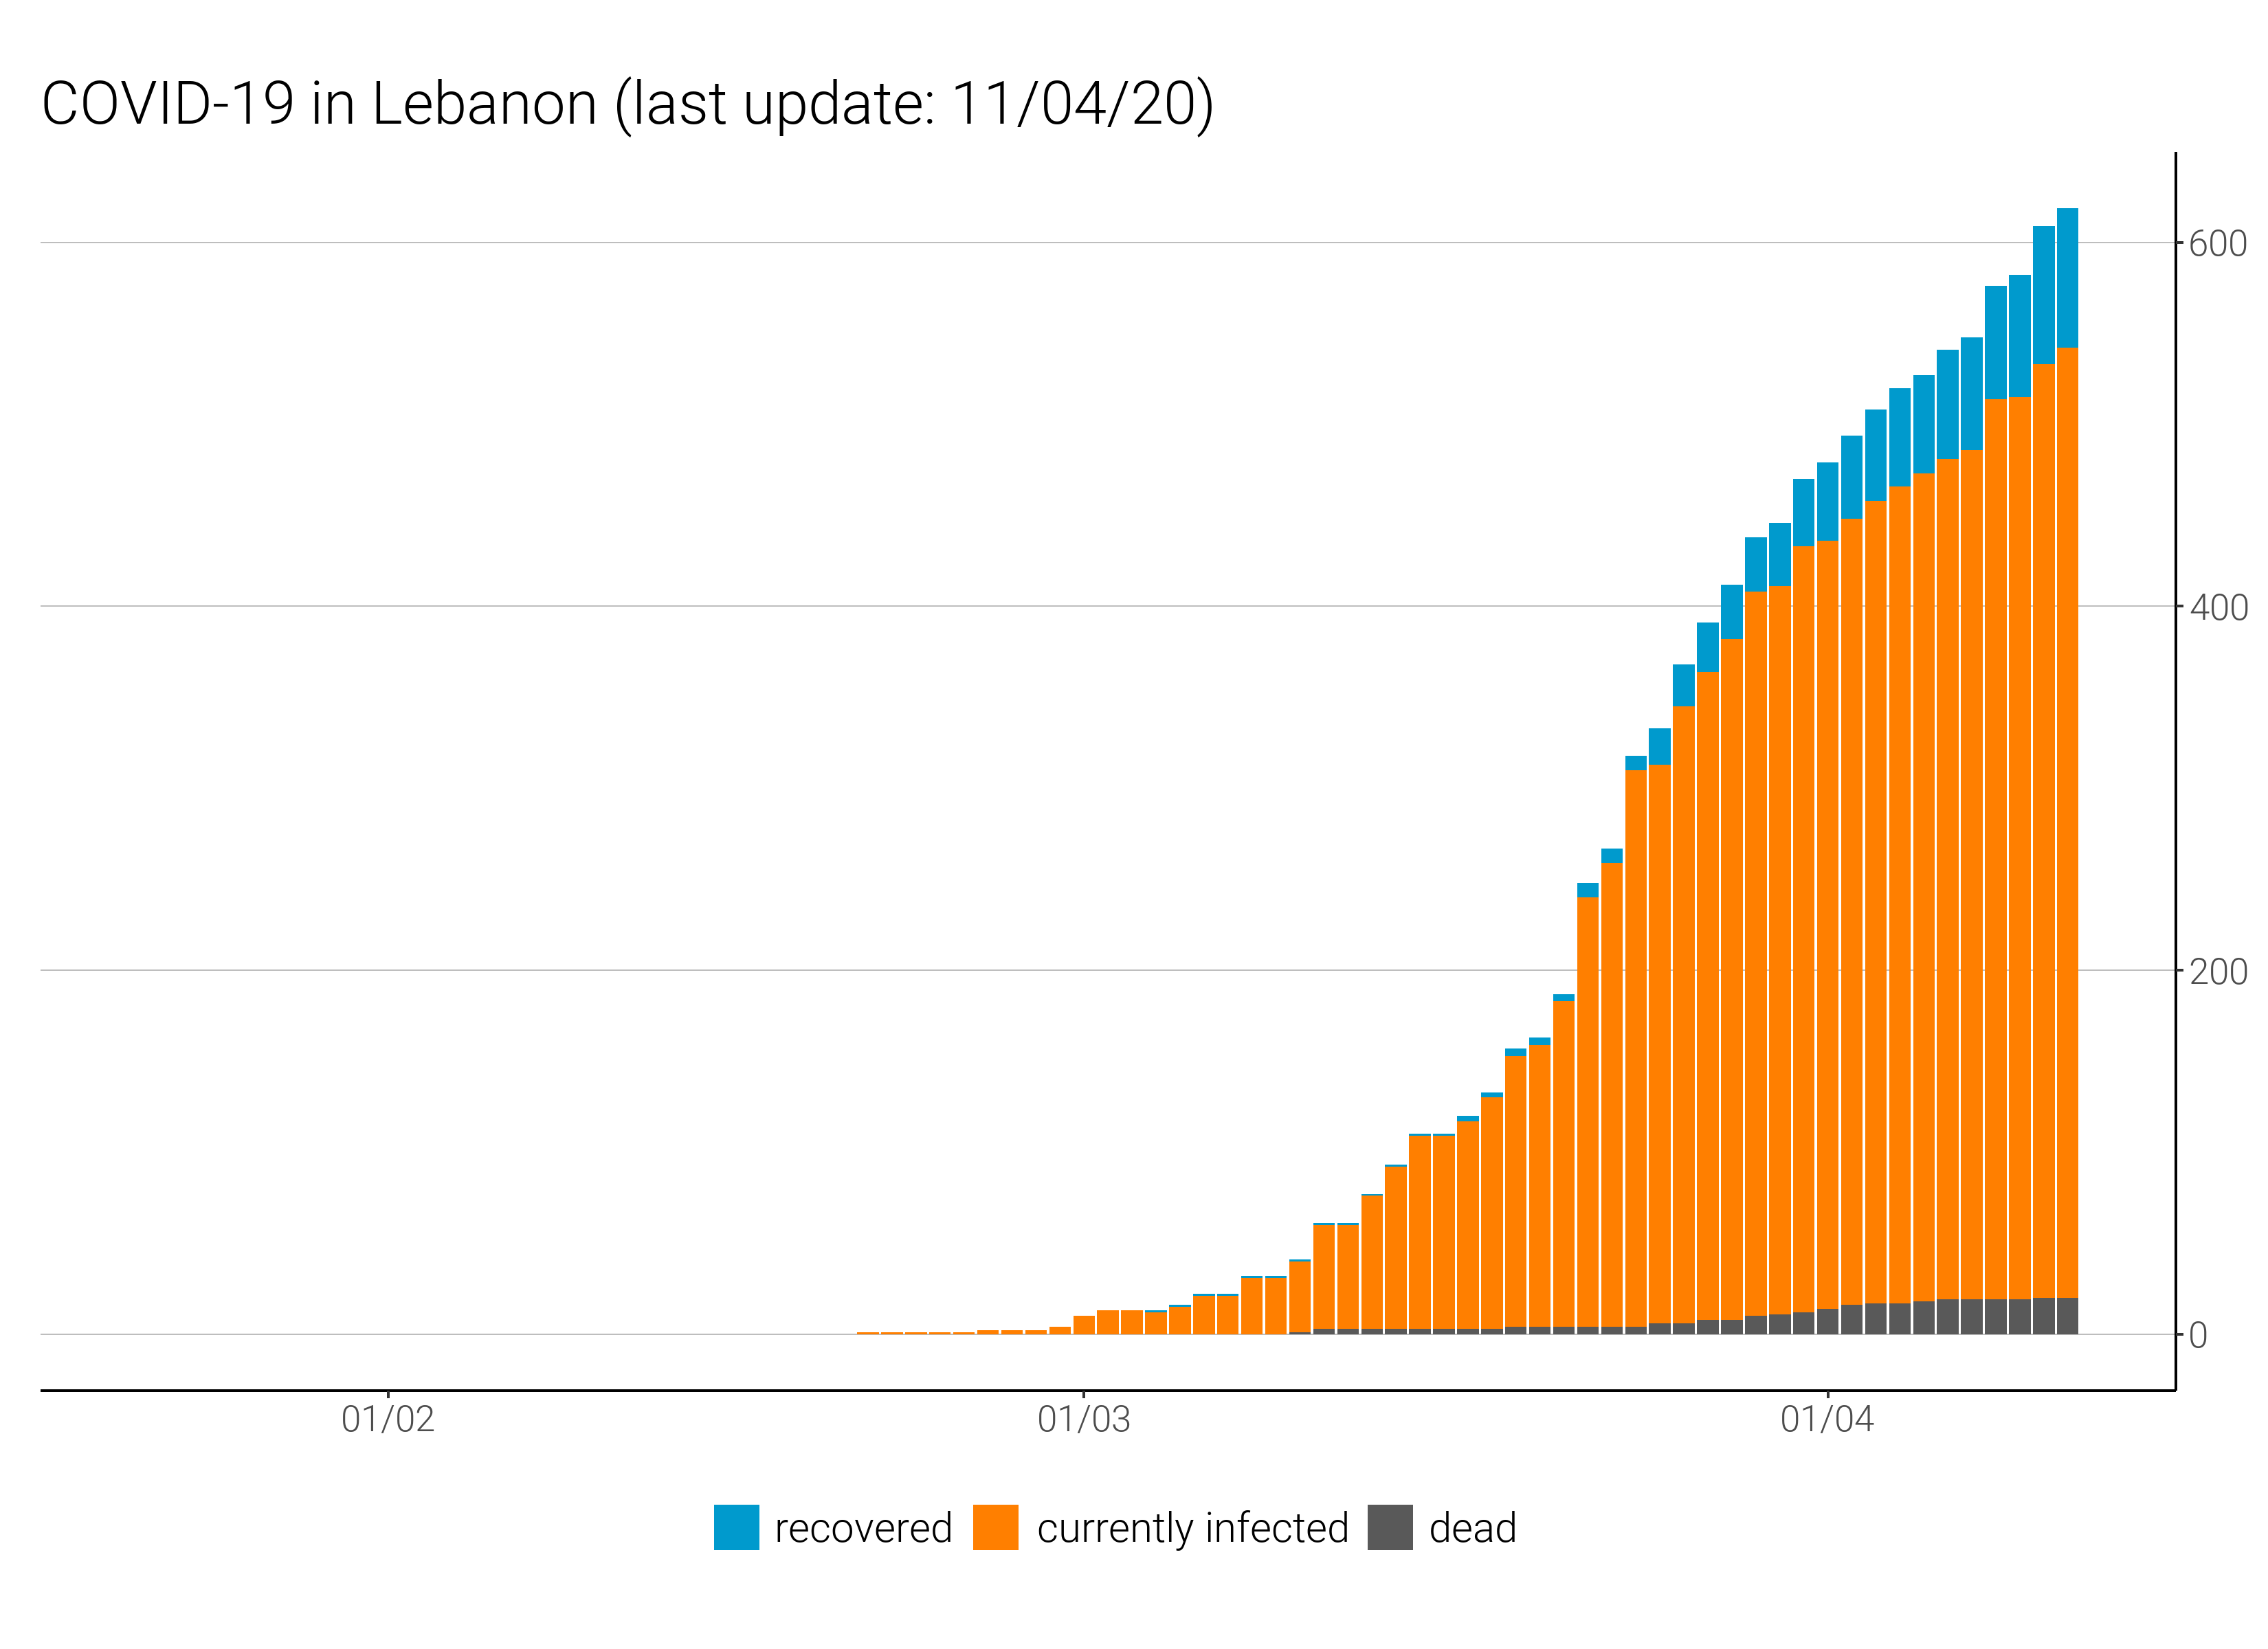 COVID-19 in Lebanon (last update: 11/04/20)
600
400
200
0
01/02 01/03 01/04
recovered currently infected dead